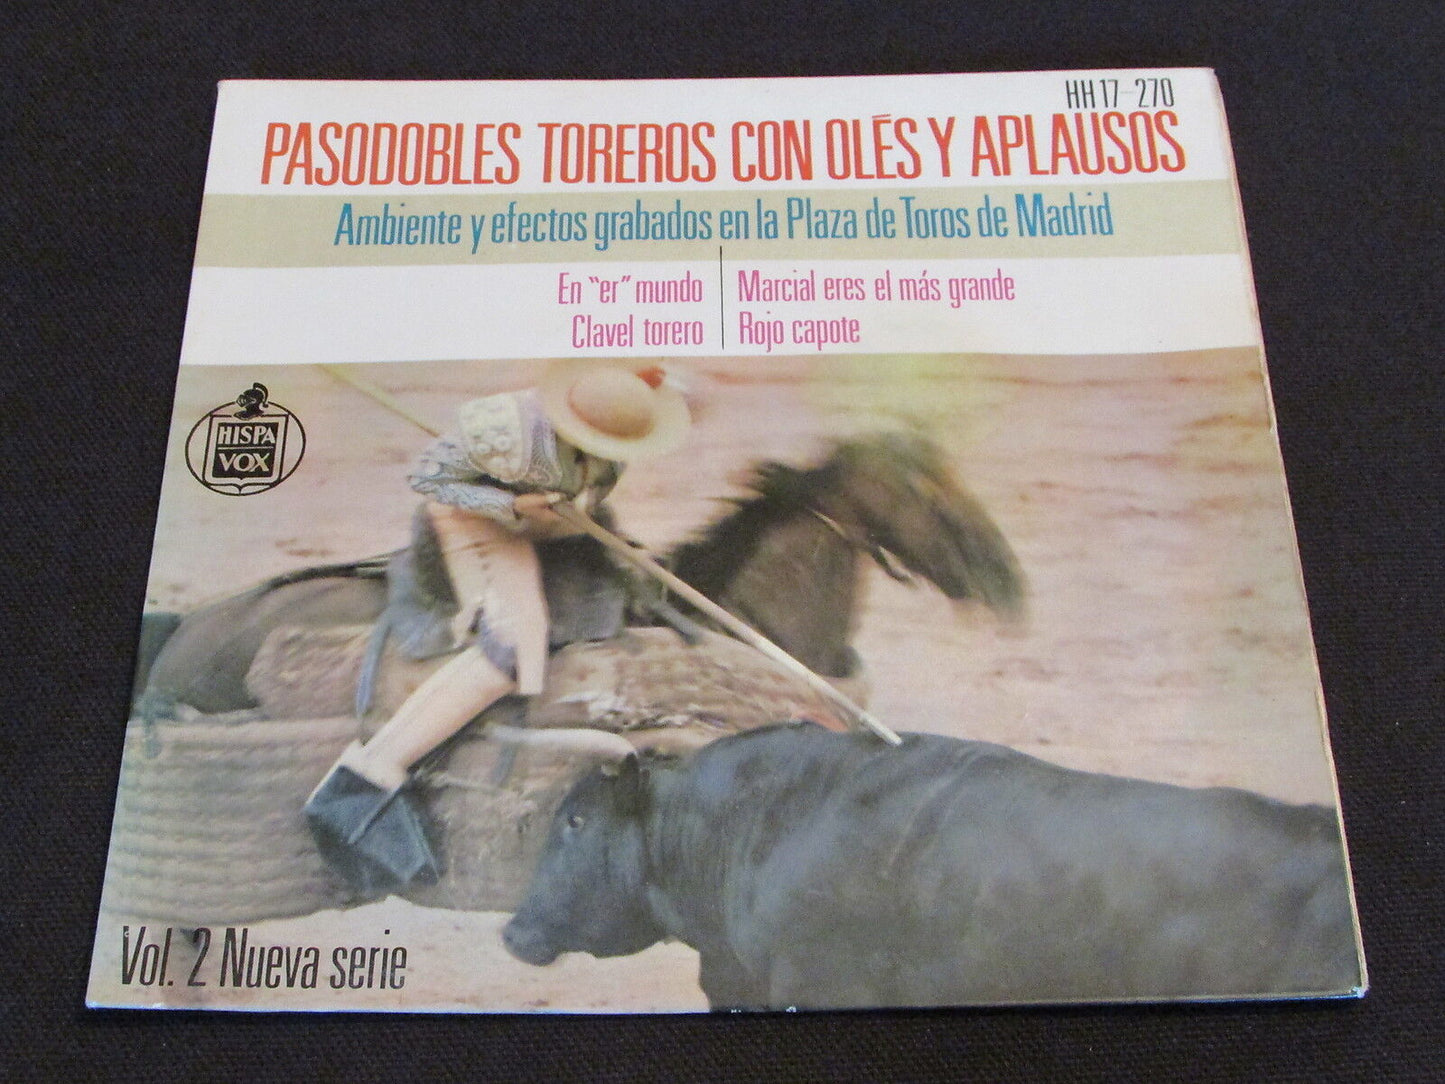 HH 17-270
PASODOBLES TOREROS CON OLÉS Y APLAUSOS
Ambiente y efectos grabados en la Plaza de Toros de Madrid
En "er" mundo
Clavel torero
Marcial eres el más grande
Rojo capote
HISPA
VOX
Vol. 2 Nueva serie